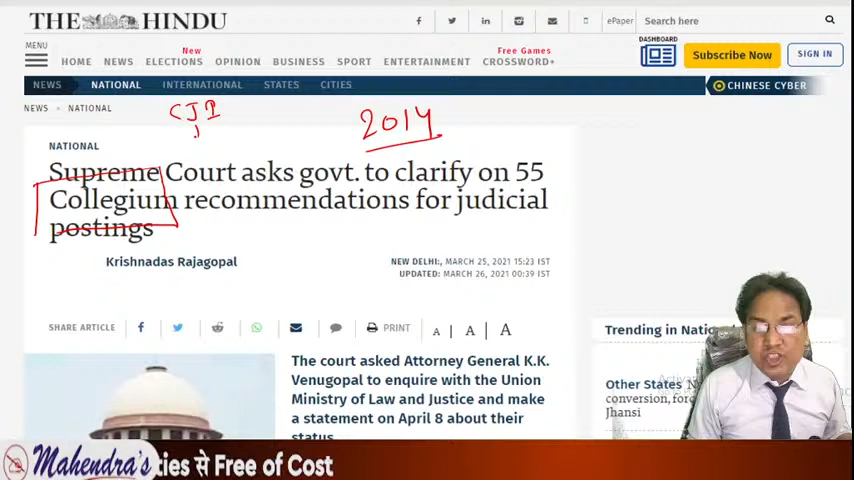 THE HINDU
ePaper
Search here
MENU
HOME
NEWS
New
ELECTIONS
OPINION
BUSINESS
SPORT
ENTERTAINMENT
Free Games
CROSSWORD+
DASHBOARD
Subscribe Now
SIGN IN
NEWS
NATIONAL
INTERNATIONAL
STATES
CITIES
CHINESE CYBER
NEWS > NATIONAL
CJI
2014
NATIONAL
Supreme Court asks govt. to clarify on 55
Collegium recommendations for judicial
postings
Krishnadas Rajagopal
NEW DELHI:, MARCH 25, 2021 15:23 IST
UPDATED: MARCH 26, 2021 00:39 IST
SHARE ARTICLE
PRINT
A | A | A
The court asked Attorney General K.K.
Venugopal to enquire with the Union
Ministry of Law and Justice and make
a statement on April 8 about their
status
Trending in
Other States
conversion,
Jhansi
Mahendra's
से Free of Cost